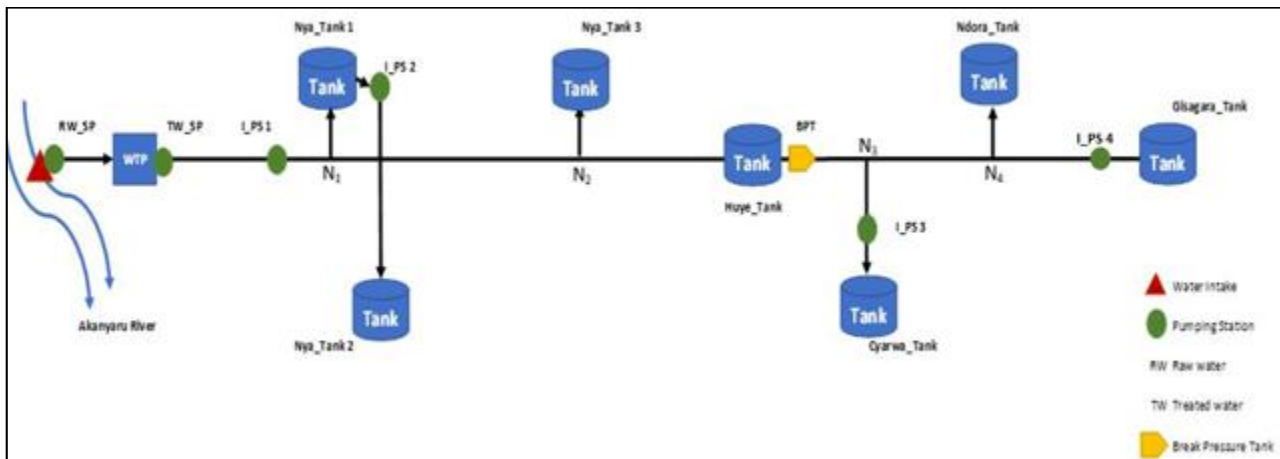 Nya_Tank 1
Nya_Tank 3
Ndora_Tank
I_PS 2
Tank
Tank
Tank
Gisagara_Tank
RW_SP
TW_SP
I_PS 1
BPT
I_PS 4
WTP
Tank
Tank
N₁
N₂
N₃
N₄
Huye_Tank
I_PS 3
Tank
Tank
Akanyaru River
Nya_Tank 2
Cyarwa_Tank
Water Intake
Pumping Station
RW Raw water
TW Treated water
Break Pressure Tank